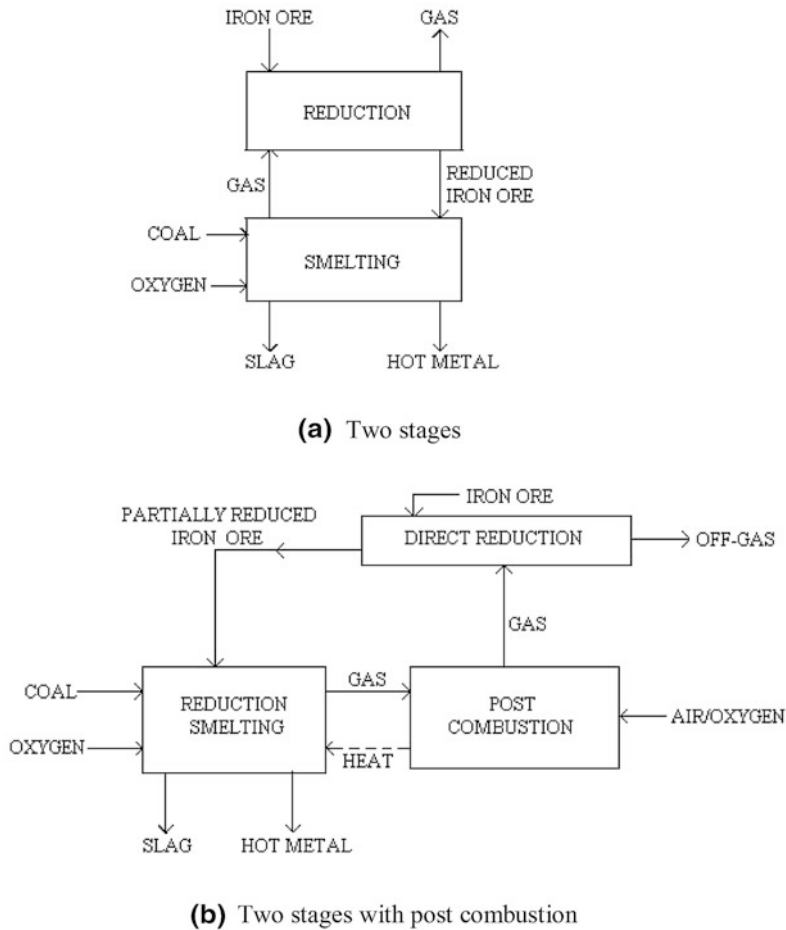 IRON ORE
GAS
REDUCTION
GAS
REDUCED
IRON ORE
COAL
SMELTING
OXYGEN
SLAG
HOT METAL
(a) Two stages
IRON ORE
PARTIALLY REDUCED
IRON ORE
DIRECT REDUCTION
OFF-GAS
GAS
COAL
GAS
REDUCTION
SMELTING
POST
COMBUSTION
AIR/OXYGEN
OXYGEN
HEAT
SLAG
HOT METAL
(b) Two stages with post combustion